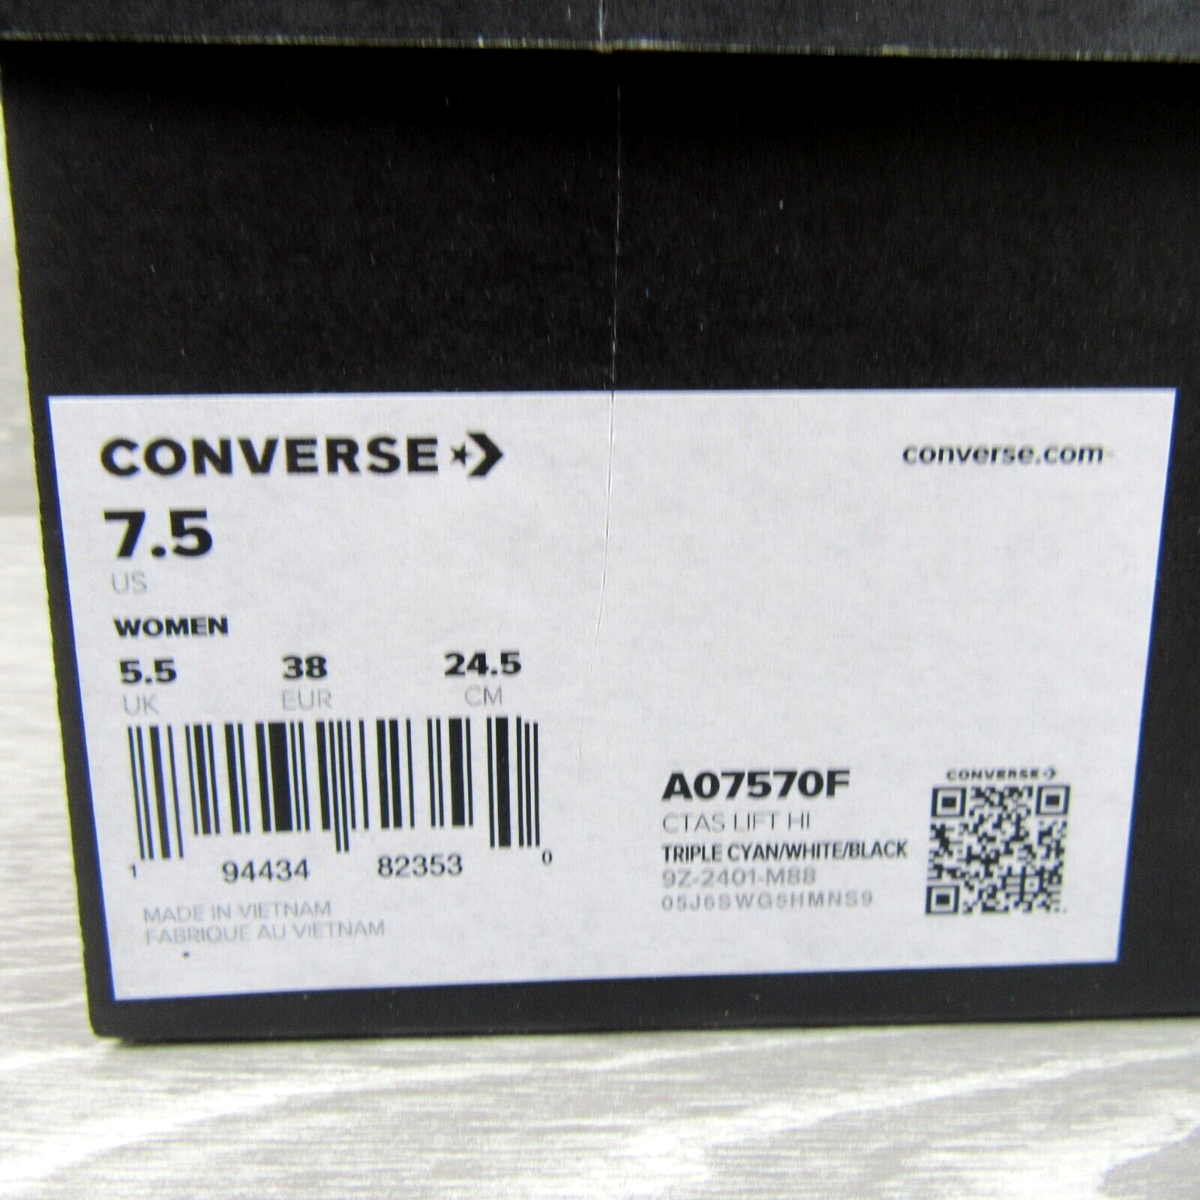 CONVERSE
converse.com
7.5
US
WOMEN
5.5 38 24.5
UK EUR CM
1 94434 82353 0
MADE IN VIETNAM
FABRIQUE AU VIETNAM
A07570F
CTAS LIFT HI
TRIPLE CYAN/WHITE/BLACK
9Z-2401-M88
05J6SWG5HMNS9
CONVERSE